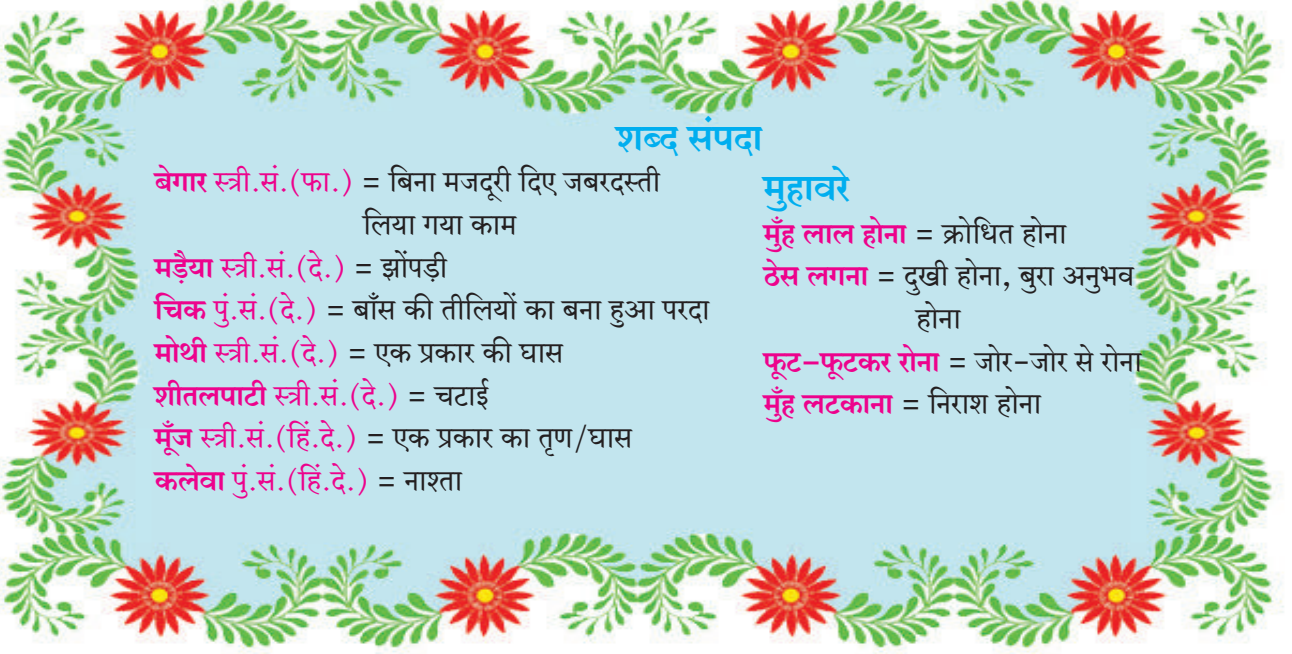 शब्द संपदा
बेगार स्त्री.सं.(फा.) = बिना मजदूरी दिए जबरदस्ती
लिया गया काम
मड़ैया स्त्री.सं.(दे.) = झोंपड़ी
चिक पुं.सं.(दे.) = बाँस की तीलियों का बना हुआ परदा
मोथी स्त्री.सं.(दे.) = एक प्रकार की घास
शीतलपाटी स्त्री.सं.(दे.) = चटाई
मूँज स्त्री.सं.(हिं.दे.) = एक प्रकार का तृण/घास
कलेवा पुं.सं.(हिं.दे.) = नाश्ता
मुहावरे
मुँह लाल होना = क्रोधित होना
ठेस लगना = दुखी होना, बुरा अनुभव
होना
फूट-फूटकर रोना = जोर-जोर से रोना
मुँह लटकाना = निराश होना